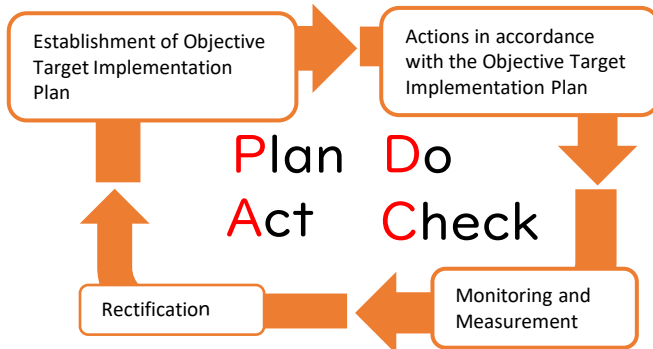 Establishment of Objective
Target Implementation
Plan
Actions in accordance
with the Objective Target
Implementation Plan
Plan Do
Act Check
Rectification
Monitoring and
Measurement